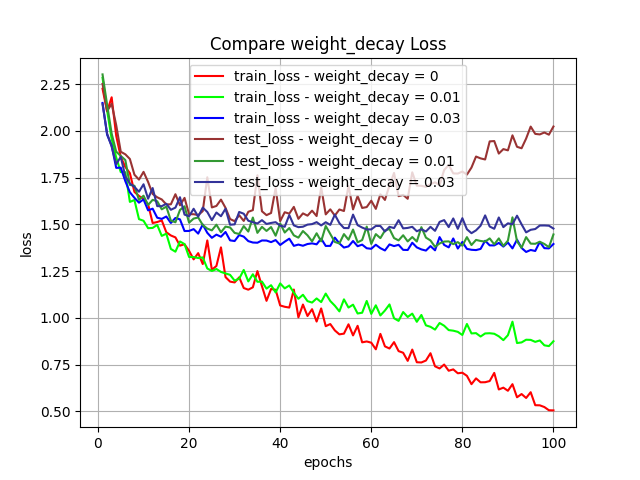 Compare weight_decay Loss
train_loss - weight_decay = 0
train_loss - weight_decay = 0.01
train_loss - weight_decay = 0.03
test_loss - weight_decay = 0
test_loss - weight_decay = 0.01
test_loss - weight_decay = 0.03
2.25
2.00
1.75
1.50
1.25
1.00
0.75
0.50
loss
0 20 40 60 80 100
epochs